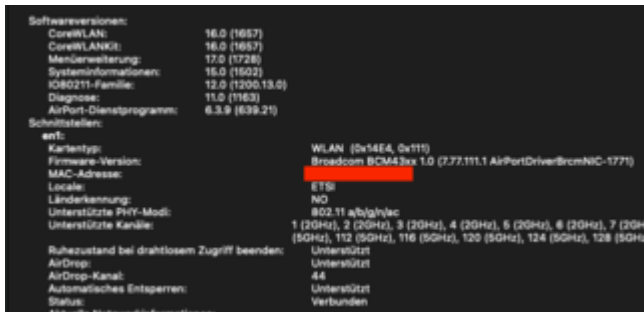 Softwareversionen:
CoreWLAN: 16.0 (1657)
CoreWLANKit: 16.0 (1657)
Menüerweiterung: 17.0 (1728)
Systeminformationen: 15.0 (1502)
IO80211-Familie: 12.0 (1200.13.0)
Diagnose: 11.0 (1163)
AirPort-Dienstprogramm: 6.3.9 (639.21)
Schnittstellen:
en1:
Kartentyp: WLAN (0x14E4, 0x111)
Firmware-Version: Broadcom BCM43xx 1.0 (7.77.111.1 AirPortDriverBrcmNIC-1771)
MAC-Adresse:
Locale: ETSI
Länderkennung: NO
Unterstützte PHY-Modi: 802.11 a/b/g/n/ac
Unterstützte Kanäle: 1 (2GHz), 2 (2GHz), 3 (2GHz), 4 (2GHz), 5 (2GHz), 6 (2GHz), 7 (2GH
(5GHz), 112 (5GHz), 116 (5GHz), 120 (5GHz), 124 (5GHz), 128 (5GH
Ruhezustand bei drahtlosem Zugriff beenden: Unterstützt
AirDrop: Unterstützt
AirDrop-Kanal: 44
Automatisches Entsperren: Unterstützt
Status: Verbunden